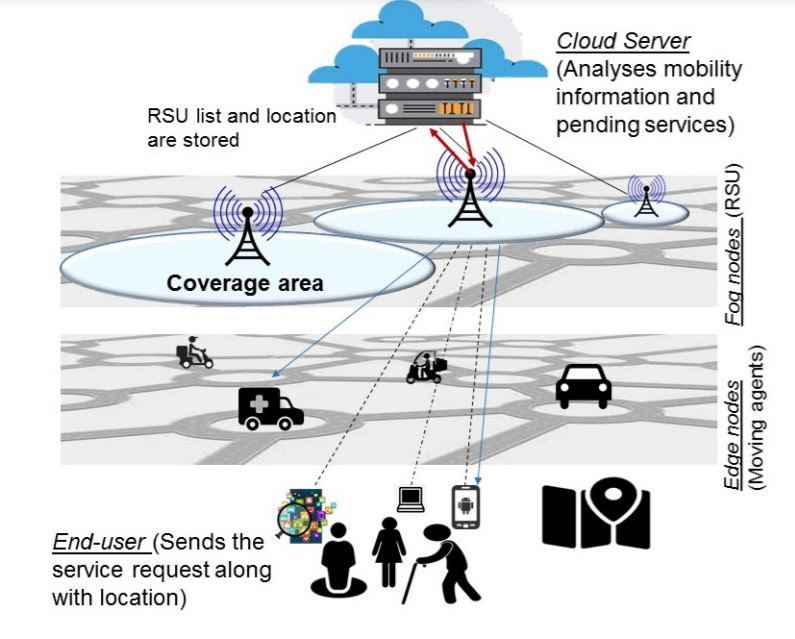 Cloud Server
(Analyses mobility
information and
pending services)
RSU list and location
are stored
Coverage area
Fog nodes (RSU)
Edge nodes
(Moving agents)
End-user (Sends the
service request along
with location)